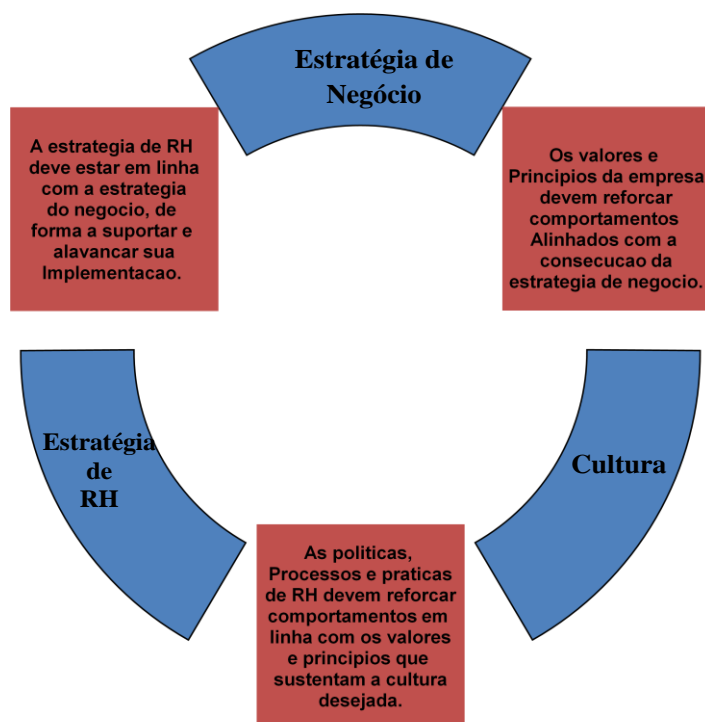 Estratégia de
Negócio
A estrategia de RH
deve estar em linha
com a estrategia
do negocio, de
forma a suportar e
alavancar sua
Implementacao.
Os valores e
Principios da empresa
devem reforcar
comportamentos
Alinhados com a
consecucao da
estrategia de negocio.
Estratégia
de
RH
Cultura
As politicas,
Processos e praticas
de RH devem reforcar
comportamentos em
linha com os valores
e principios que
sustentam a cultura
desejada.